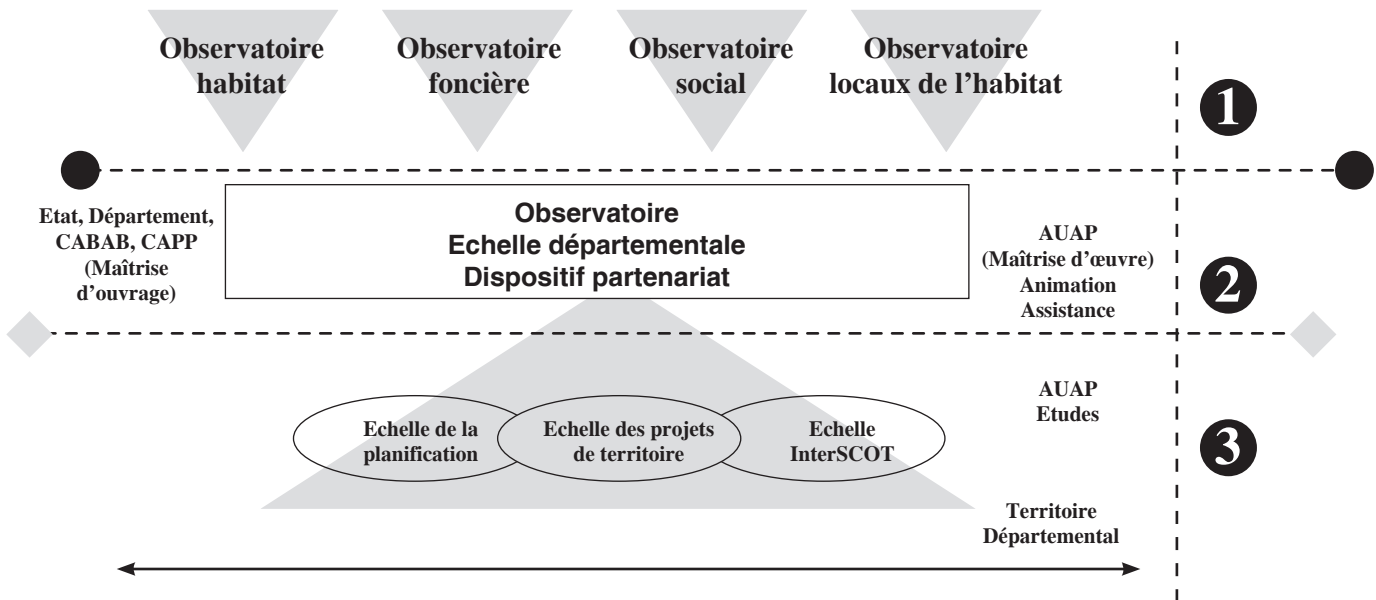 Observatoire
habitat
Observatoire
foncière
Observatoire
social
Observatoire
locaux de l'habitat
1
Etat, Département,
CABAB, CAPP
(Maîtrise
d'ouvrage)
Observatoire
Echelle départementale
Dispositif partenariat
AUAP
(Maîtrise d'œuvre)
Animation
Assistance
2
AUAP
Etudes
Echelle de la
planification
Echelle des projets
de territoire
Echelle
InterSCOT
3
Territoire
Départemental